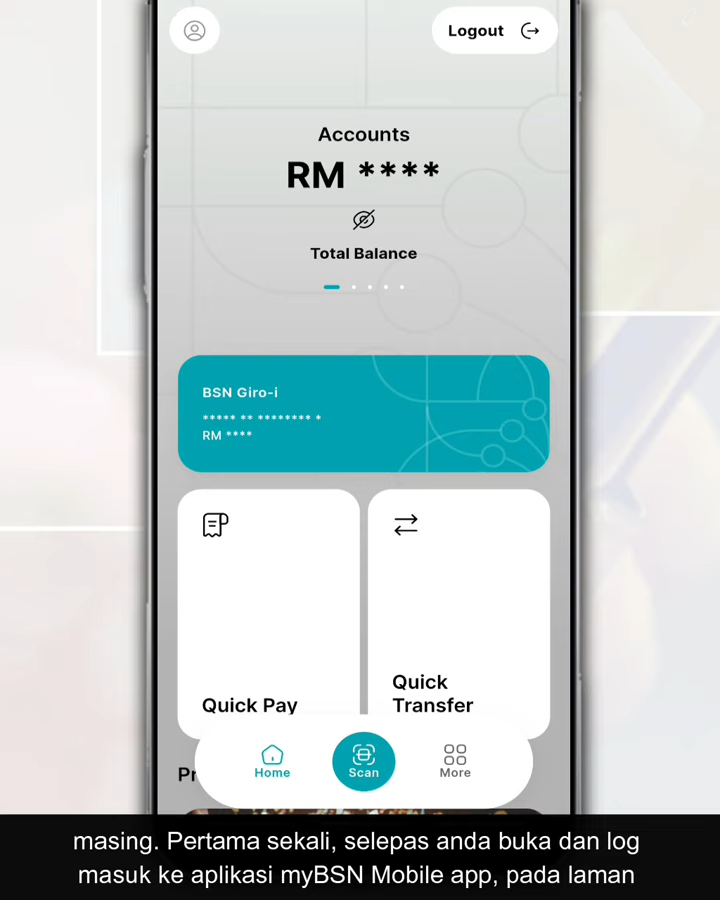 Logout
Accounts
RM ****
Total Balance
BSN Giro-i
***** ** ******** *
RM ****
Quick Pay
Quick
Transfer
Home
Scan
More
Pr
masing. Pertama sekali, selepas anda buka dan log
masuk ke aplikasi myBSN Mobile app, pada laman